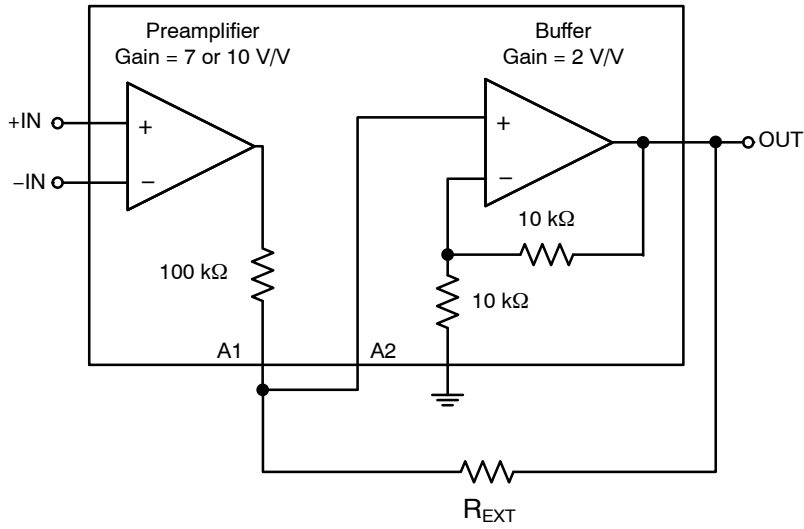 Preamplifier
Gain = 7 or 10 V/V
Buffer
Gain = 2 V/V
+IN
+
−IN
−
+
−
OUT
10 kΩ
100 kΩ
10 kΩ
A1
A2
REXT